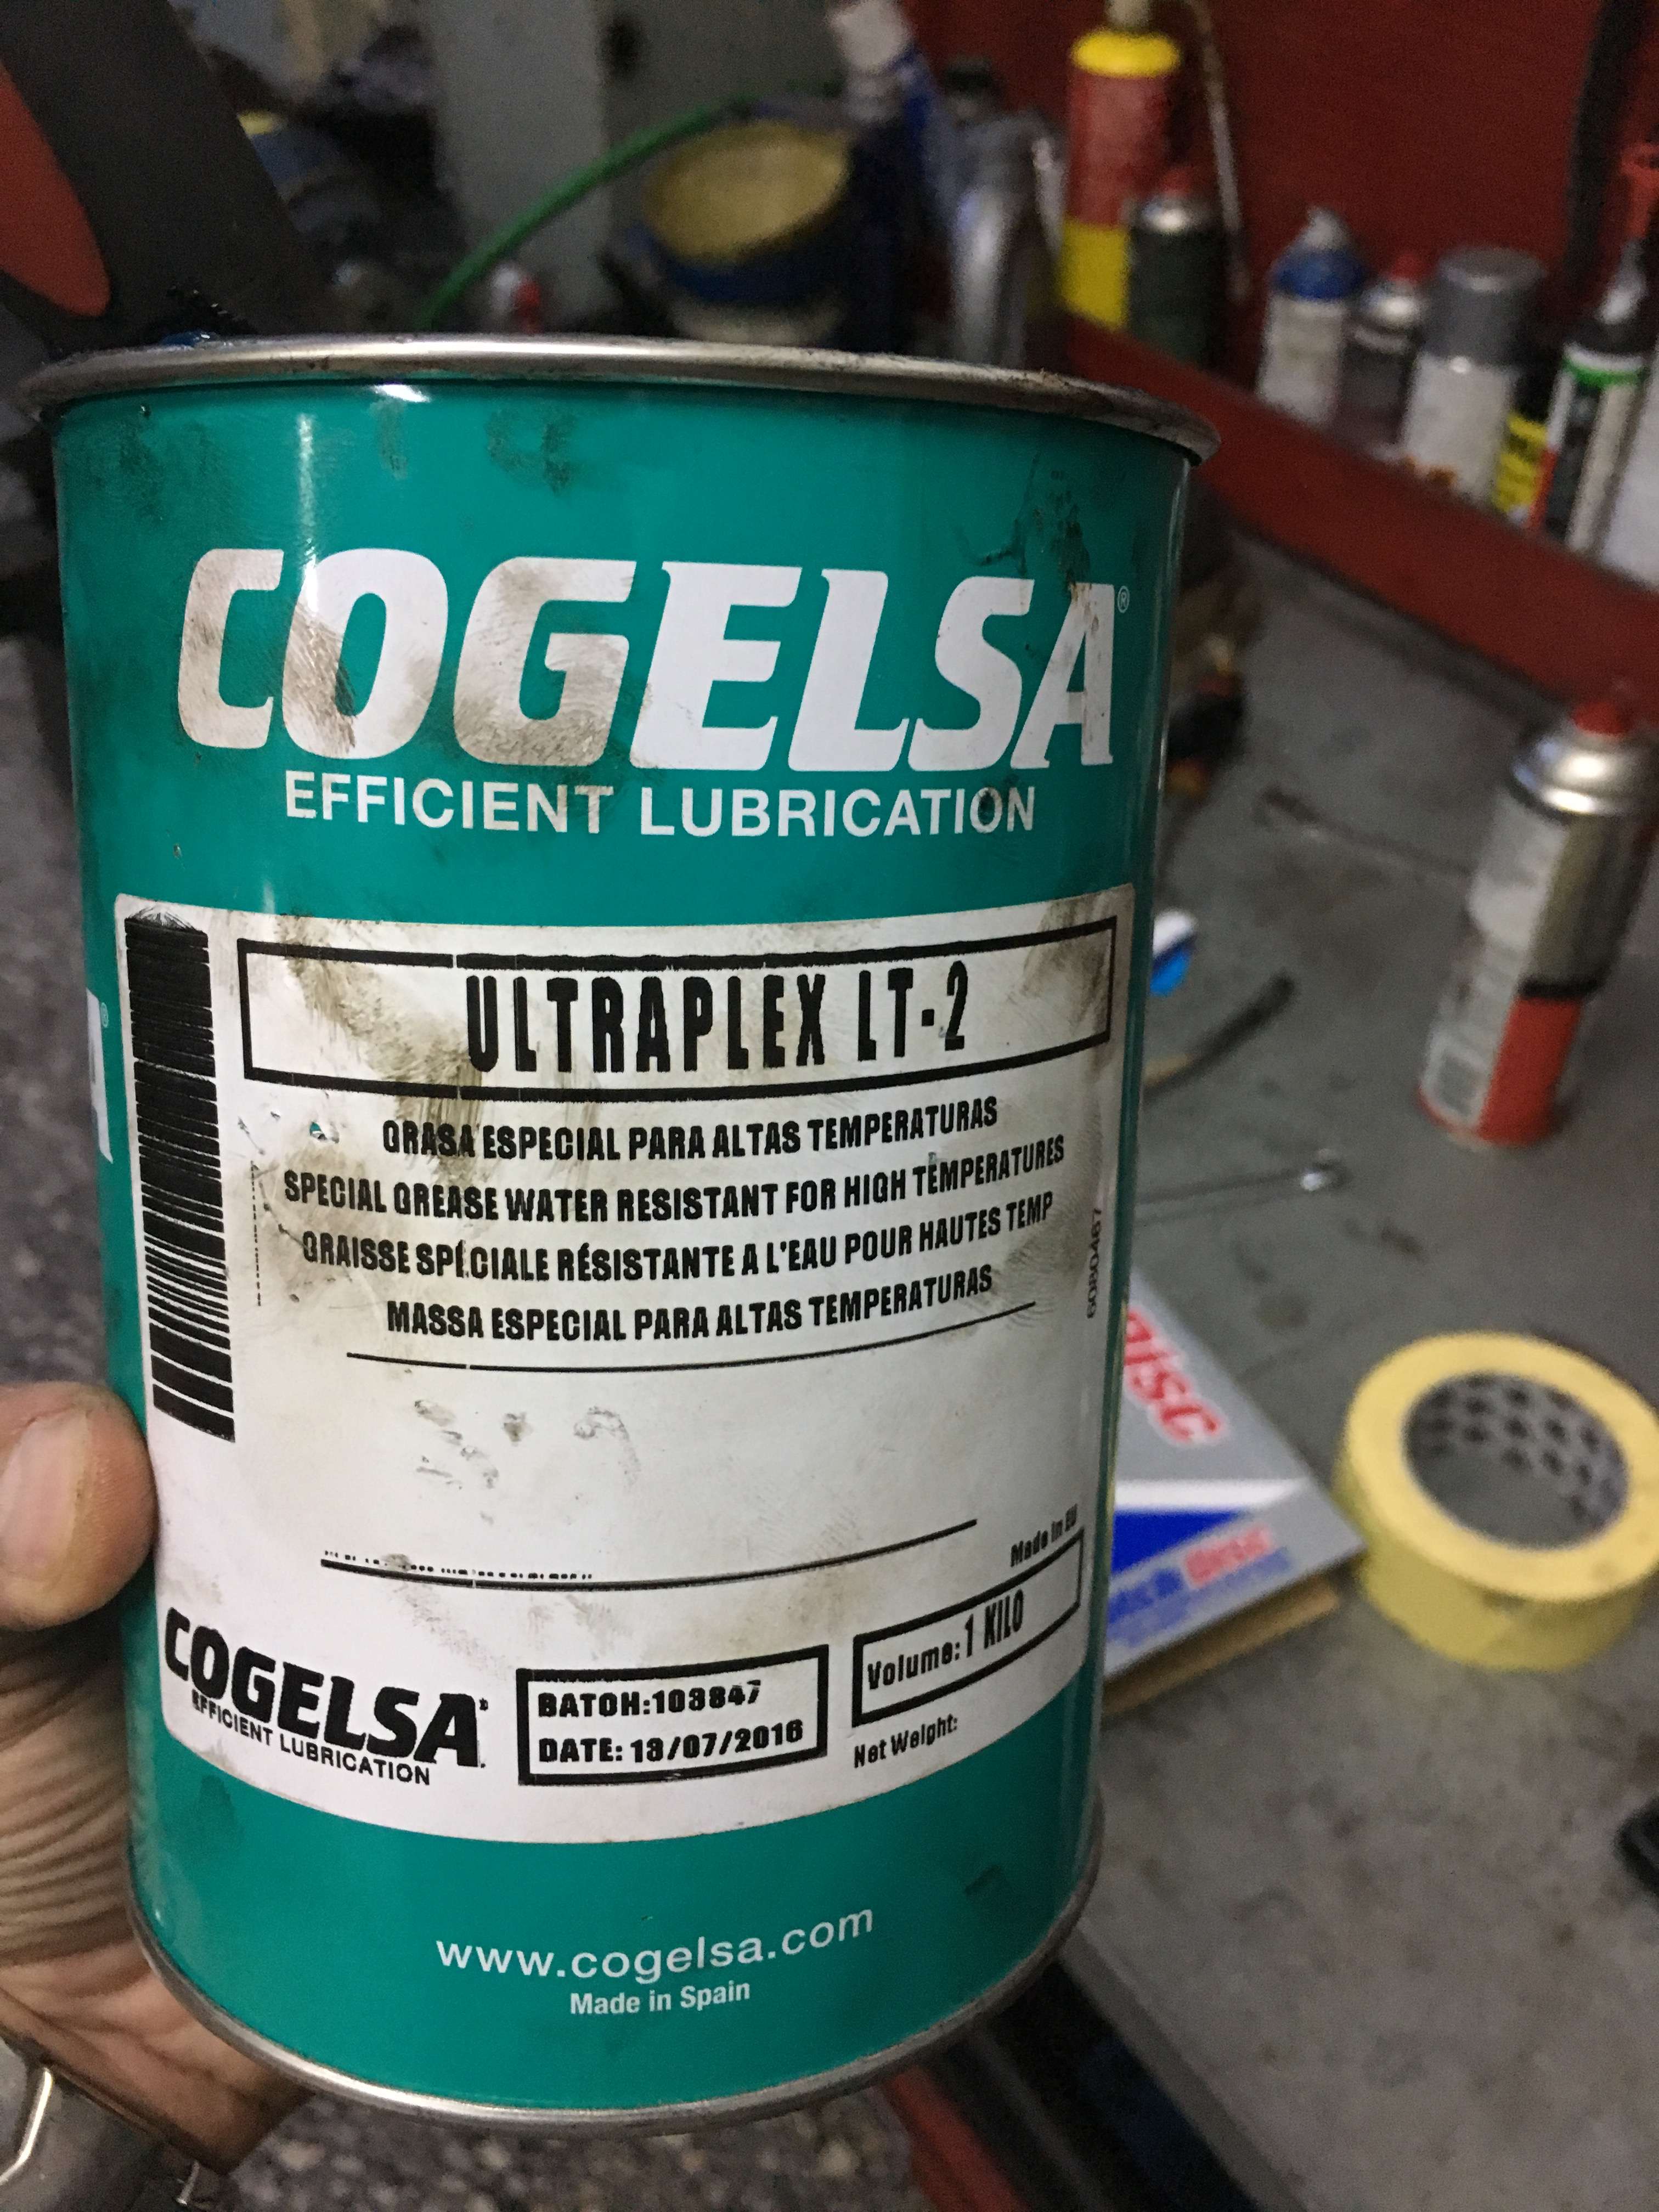 COGELSA®
EFFICIENT LUBRICATION
ULTRAPLEX LT-2
GRASA ESPECIAL PARA ALTAS TEMPERATURAS
SPECIAL GREASE WATER RESISTANT FOR HIGH TEMPERATURES
GRAISSE SPÉCIALE RÉSISTANTE A L'EAU POUR HAUTES TEMP
MASSA ESPECIAL PARA ALTAS TEMPERATURAS
Made in EU
COGELSA®
EFFICIENT LUBRICATION
BATCH:103847
DATE: 13/07/2016
Volume: 1 KILO
Net Weight:
www.cogelsa.com
Made in Spain